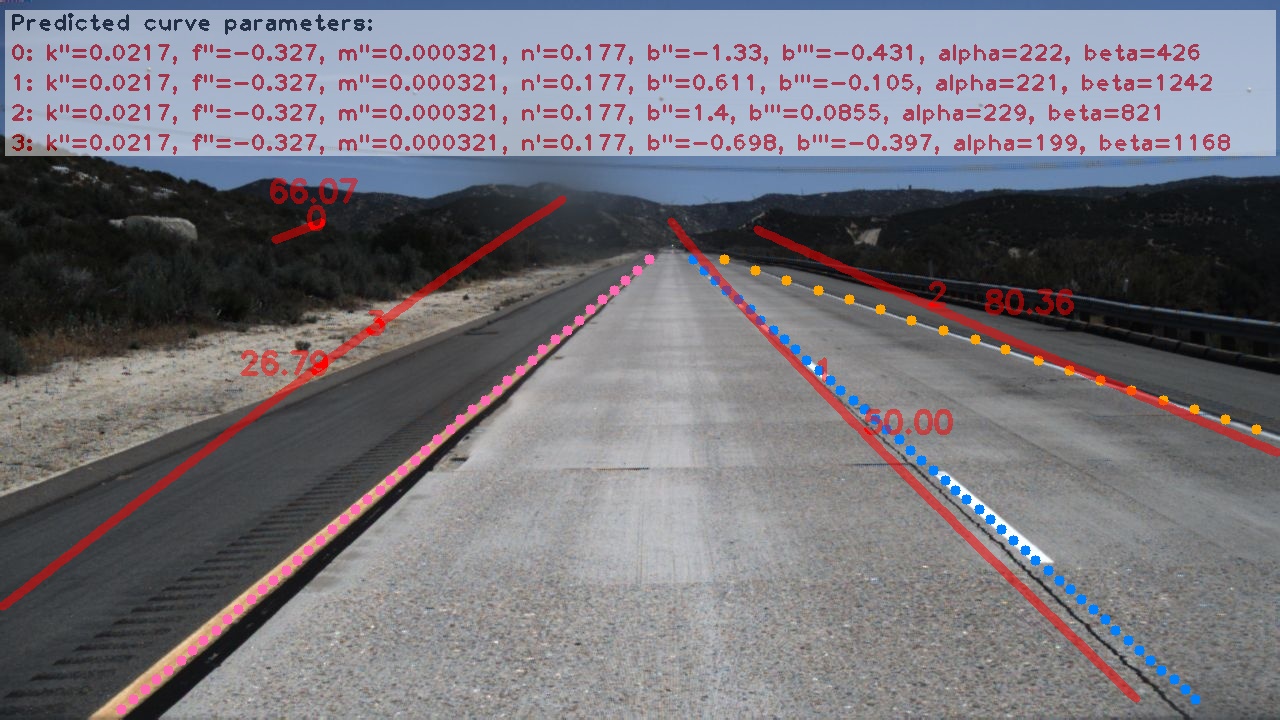 Predicted curve parameters:
0: k''=0.0217, f''=−0.327, m''=0.000321, n'=0.177, b''=−1.33, b'''=−0.431, alpha=222, beta=426
1: k''=0.0217, f''=−0.327, m''=0.000321, n'=0.177, b''=0.611, b'''=−0.105, alpha=221, beta=1242
2: k''=0.0217, f''=−0.327, m''=0.000321, n'=0.177, b''=1.4, b'''=0.0855, alpha=229, beta=821
3: k''=0.0217, f''=−0.327, m''=0.000321, n'=0.177, b''=−0.698, b'''=−0.397, alpha=199, beta=1168
66.07
0
2
80.36
3
26.79
1
50.00